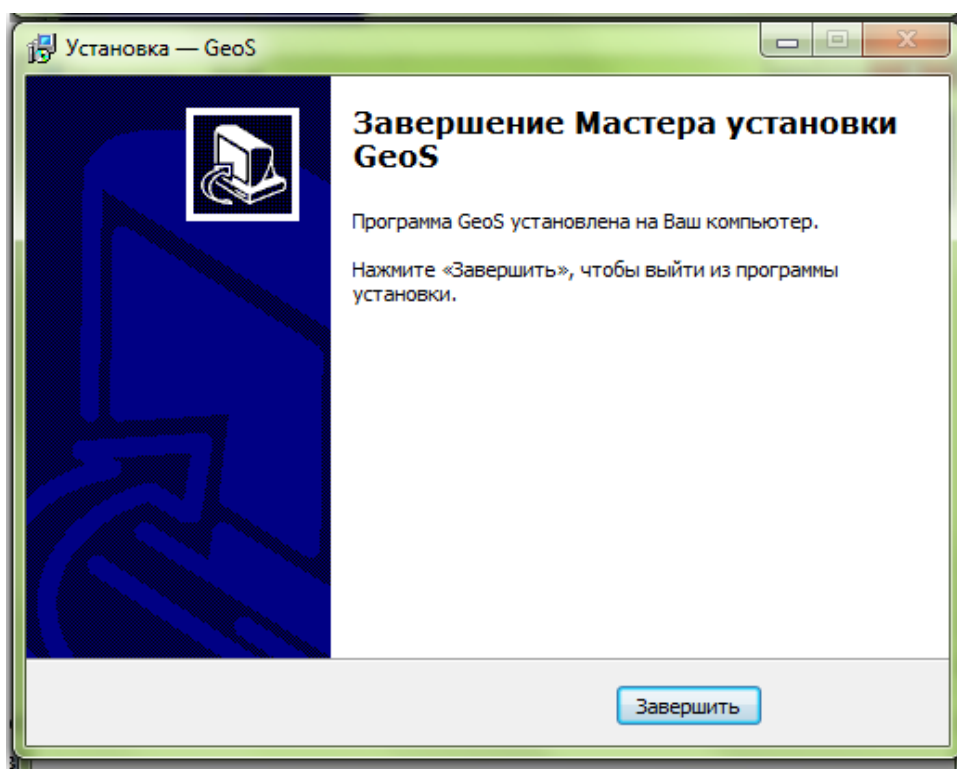 Установка — GeoS
Завершение Мастера установки
GeoS
Программа GeoS установлена на Ваш компьютер.
Нажмите «Завершить», чтобы выйти из программы
установки.
Завершить